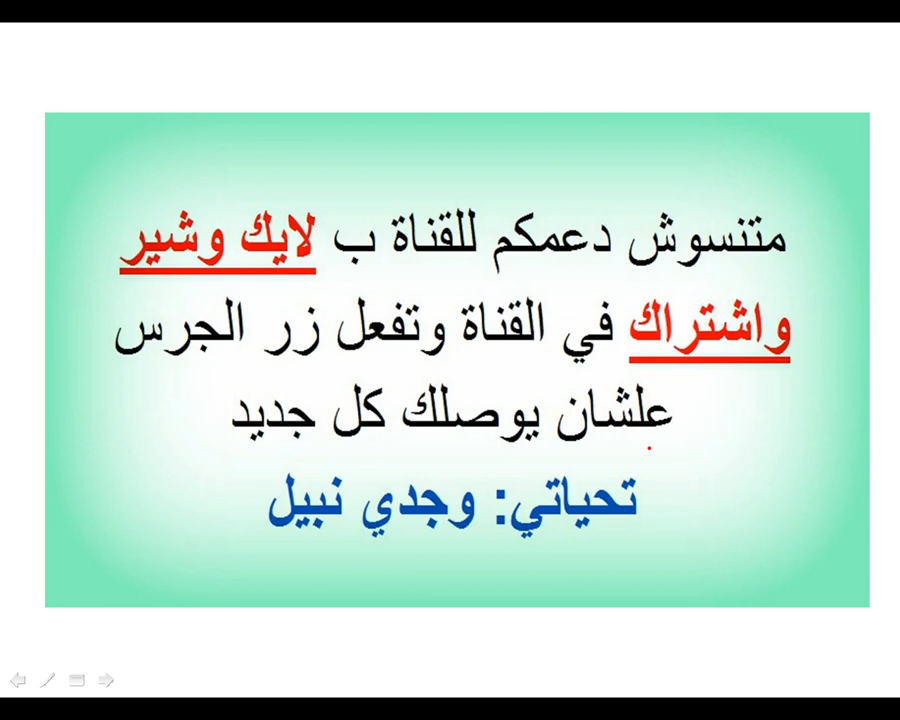 متنسوش دعمكم للقناة ب لايك وشير
واشتراك في القناة وتفعل زر الجرس
علشان يوصلك كل جديد
تحياتي: وجدي نبيل